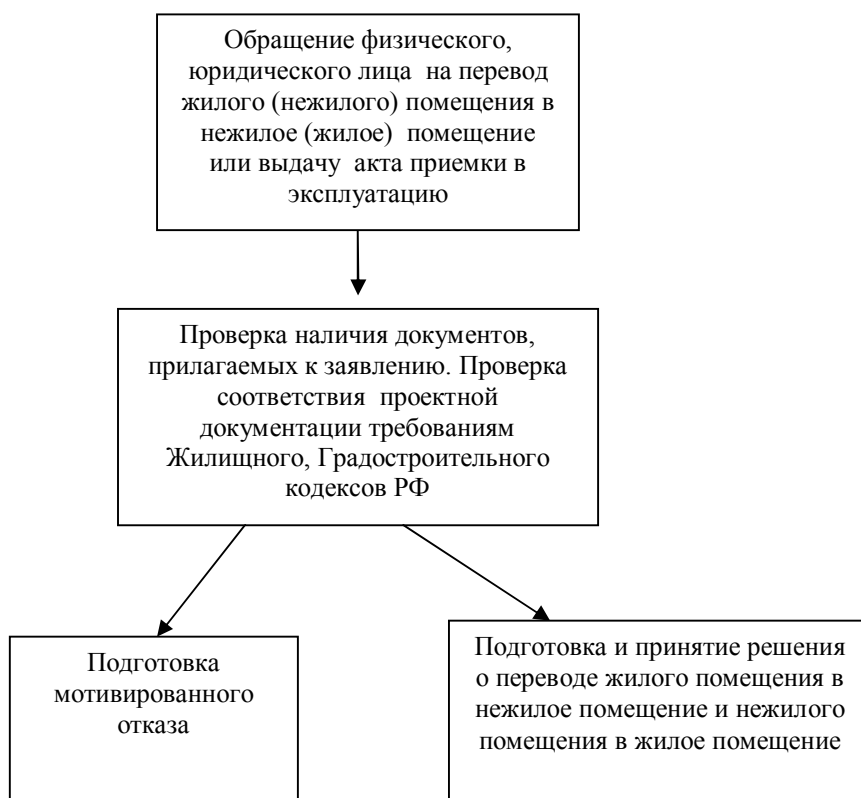 Обращение физического,
юридического лица на перевод
жилого (нежилого) помещения в
нежилое (жилое) помещение
или выдачу акта приемки в
эксплуатацию
Проверка наличия документов,
прилагаемых к заявлению. Проверка
соответствия проектной
документации требованиям
Жилищного, Градостроительного
кодексов РФ
Подготовка
мотивированного
отказа
Подготовка и принятие решения
о переводе жилого помещения в
нежилое помещение и нежилого
помещения в жилое помещение